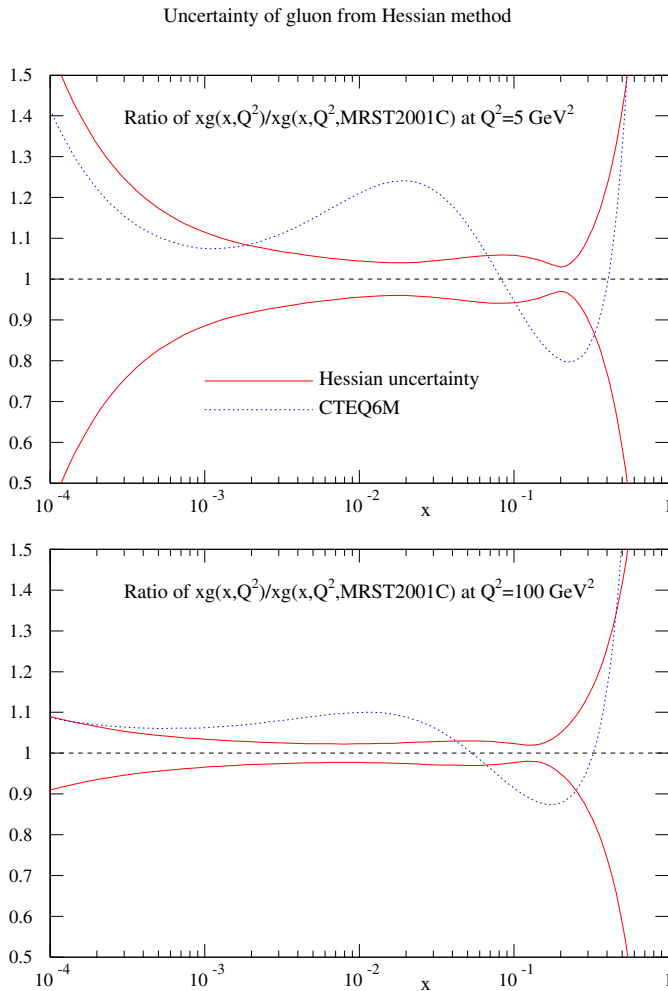 Uncertainty of gluon from Hessian method
1.5
1.4
1.3
1.2
1.1
1
0.9
0.8
0.7
0.6
0.5
Ratio of xg(x,Q²)/xg(x,Q²,MRST2001C) at Q²=5 GeV²
Hessian uncertainty
CTEQ6M
10⁻⁴ 10⁻³ 10⁻² 10⁻¹ 1
x
1.5
1.4
1.3
1.2
1.1
1
0.9
0.8
0.7
0.6
0.5
Ratio of xg(x,Q²)/xg(x,Q²,MRST2001C) at Q²=100 GeV²
10⁻⁴ 10⁻³ 10⁻² 10⁻¹ 1
x